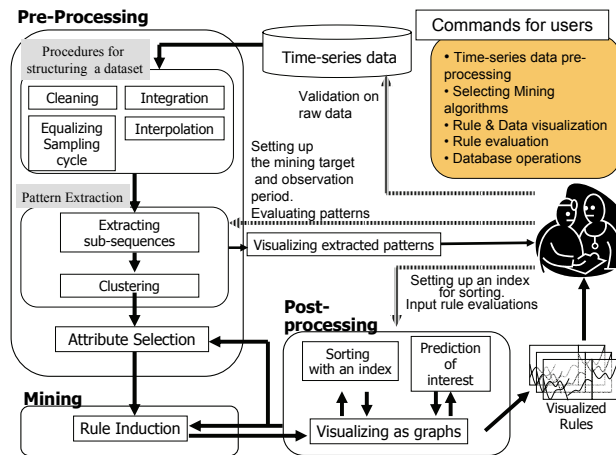 Pre-Processing
Procedures for
structuring a dataset
Cleaning
Integration
Equalizing
Sampling
cycle
Interpolation
Pattern Extraction
Extracting
sub-sequences
Clustering
Attribute Selection
Mining
Rule Induction
Time-series data
Validation on
raw data
Setting up
the mining target
and observation
period.
Evaluating patterns
Visualizing extracted patterns
Setting up an index
for sorting.
Input rule evaluations
Post-
processing
Sorting
with an index
Prediction
of
interest
Visualizing as graphs
Commands for users
• Time-series data pre-
processing
• Selecting Mining
algorithms
• Rule & Data visualization
• Rule evaluation
• Database operations
Visualized
Rules